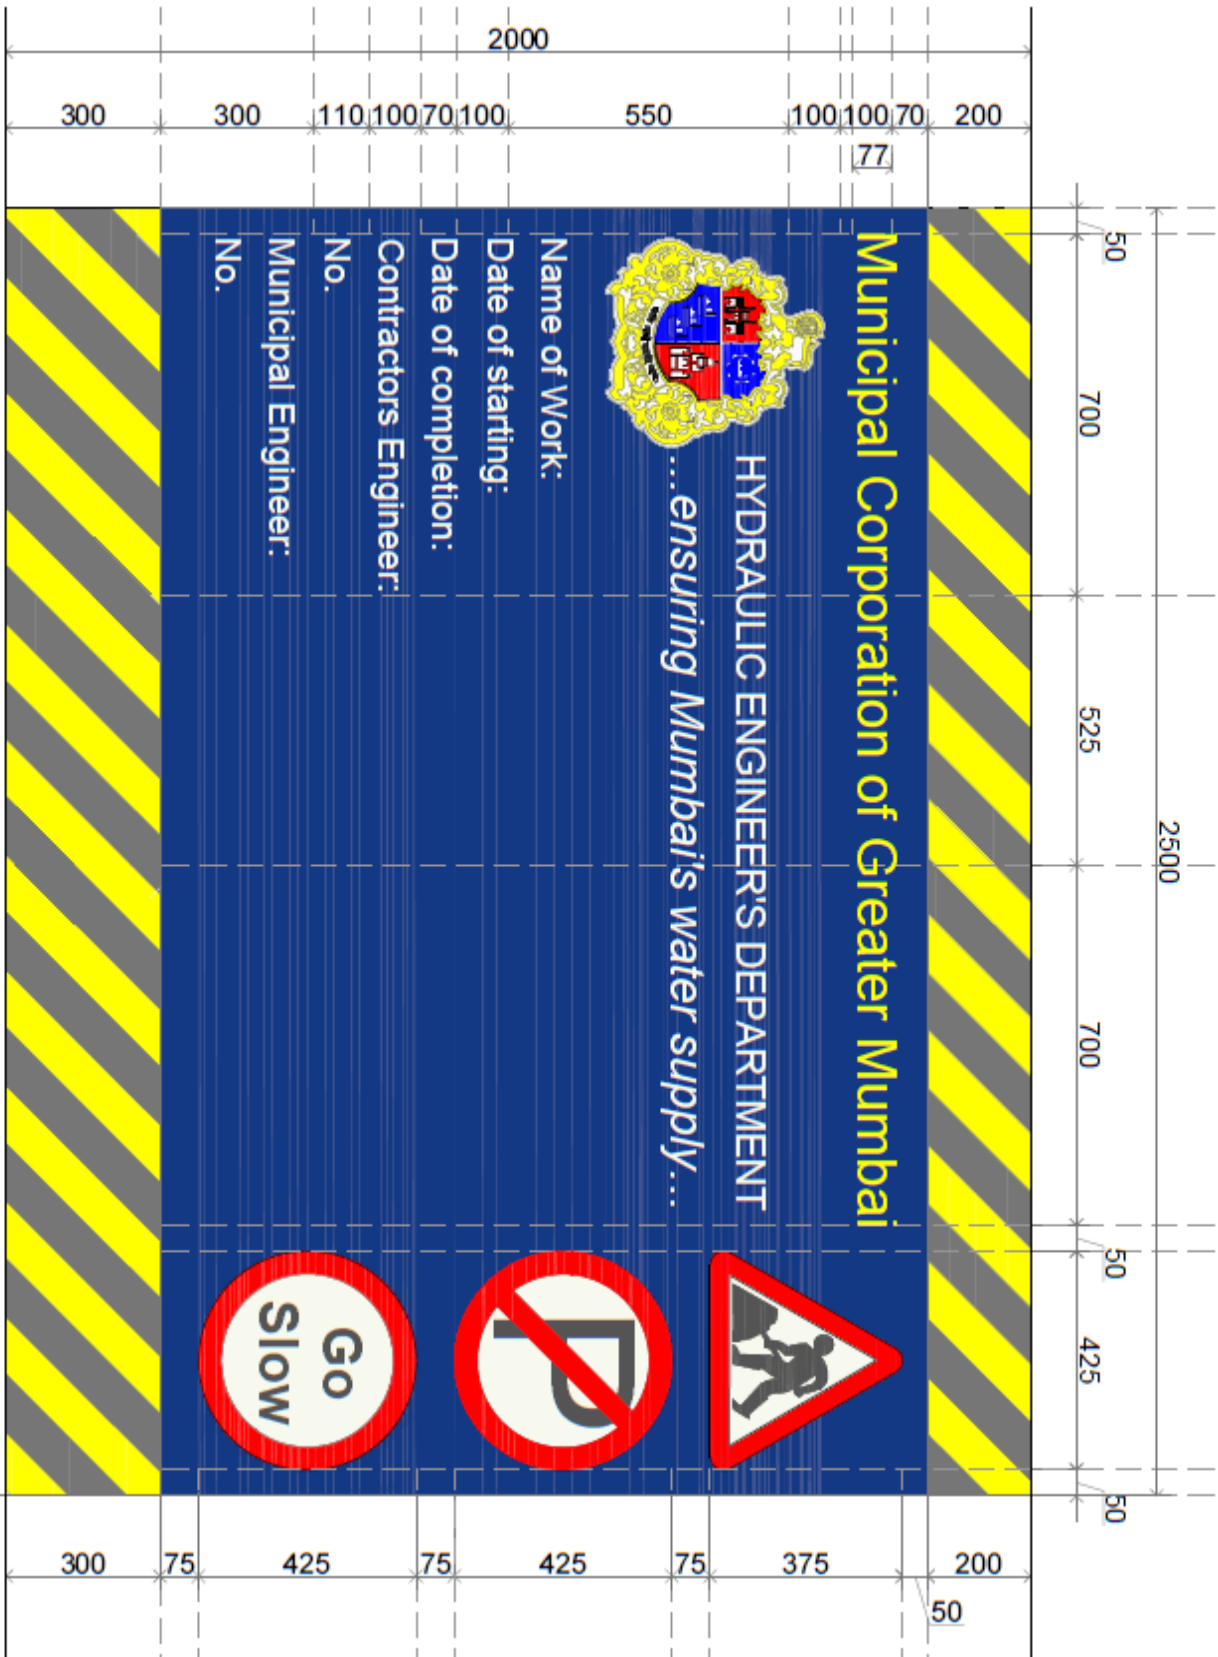 2000
300 300 110 100 70 100 550 100 100 70 200
77
Municipal Corporation of Greater Mumbai
HYDRAULIC ENGINEER'S DEPARTMENT
....ensuring Mumbai's water supply....
Name of Work:
Date of starting:
Date of completion:
Contractors Engineer:
No.
Municipal Engineer:
No.
P
Go
Slow
50 700 525 700 50 425 50
2500
300 75 425 75 425 75 375 200
50